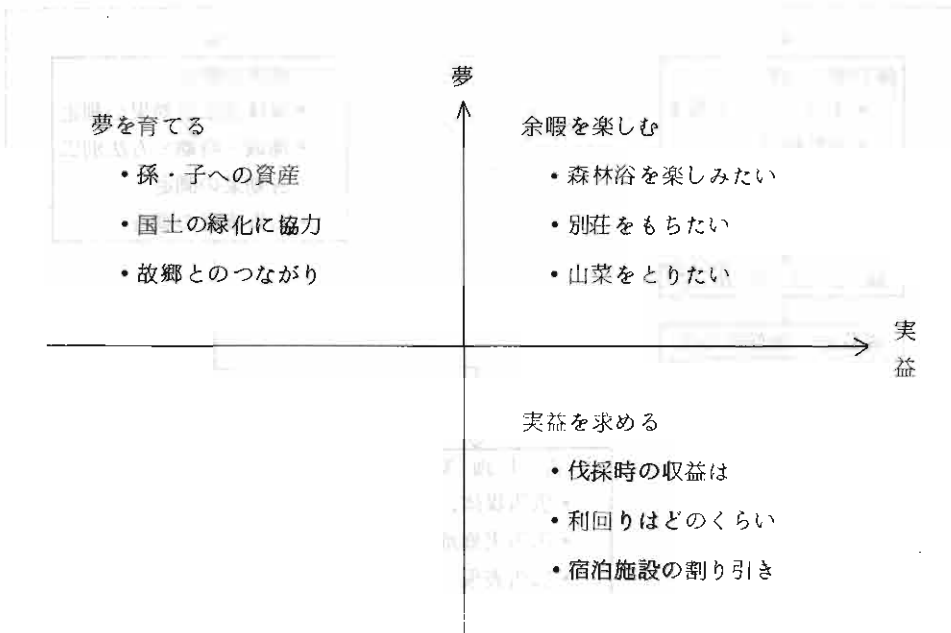 夢
夢を育てる
・孫・子への資産
・国土の緑化に協力
・故郷とのつながり
余暇を楽しむ
・森林浴を楽しみたい
・別荘をもちたい
・山菜をとりたい
実益
実益を求める
・伐採時の収益は
・利回りはどのくらい
・宿泊施設の割り引き